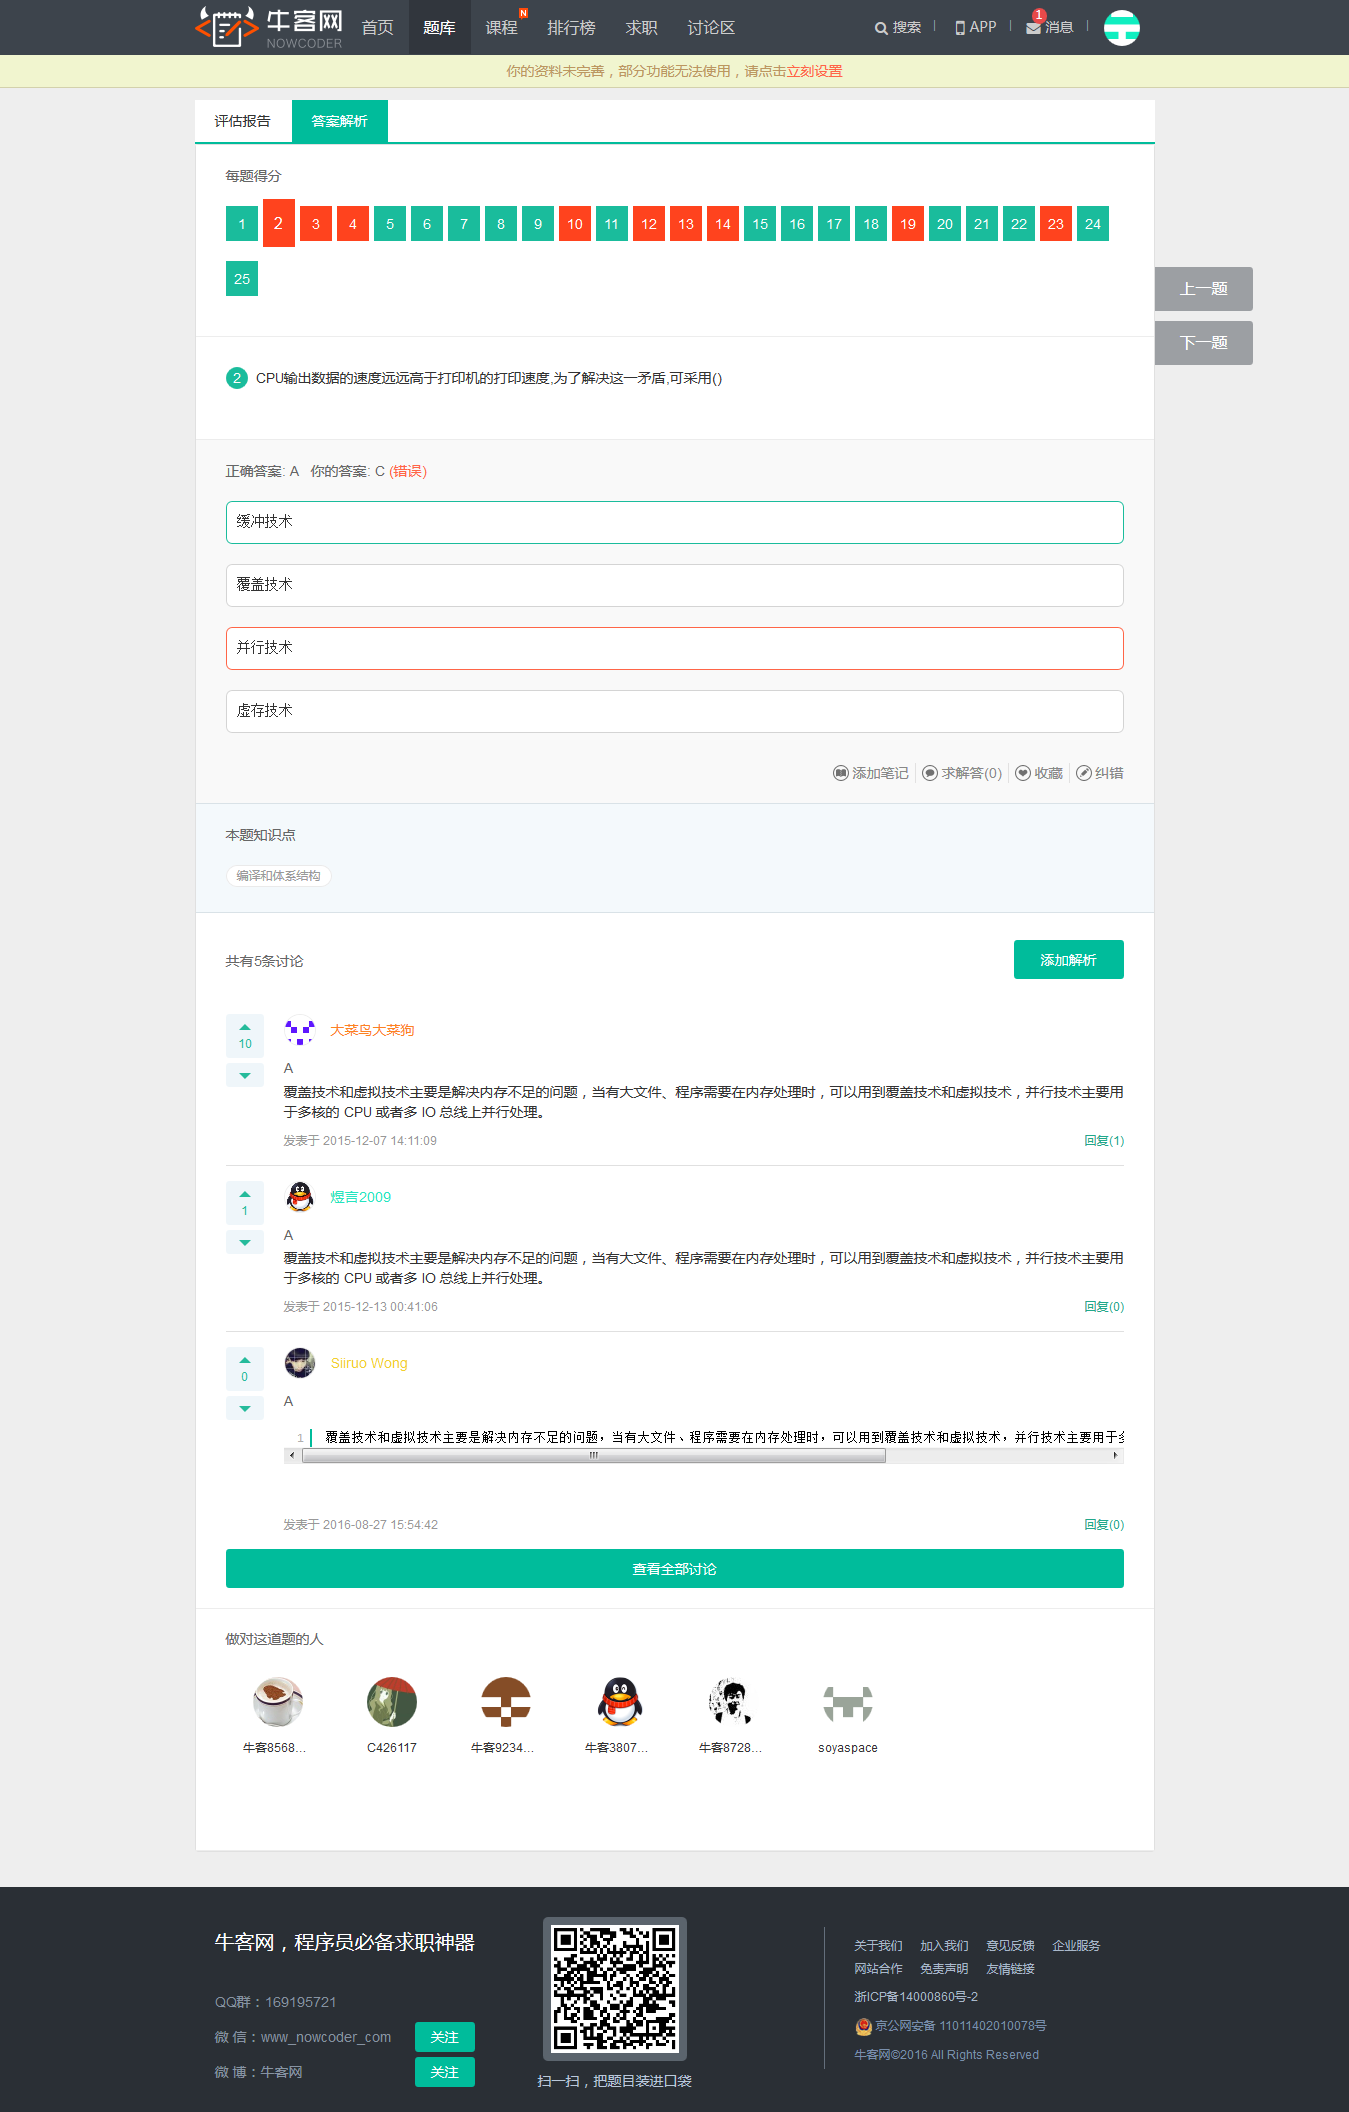 牛客网
NOWCODER
首页 题库 课程 N 排行榜 求职 讨论区 搜索 APP 1 消息
你的资料未完善，部分功能无法使用，请点击立刻设置
评估报告 答案解析
每题得分
1 2 3 4 5 6 7 8 9 10 11 12 13 14 15 16 17 18 19 20 21 22 23 24
25
上一题
下一题
2 CPU输出数据的速度远远高于打印机的打印速度,为了解决这一矛盾,可采用()
正确答案: A 你的答案: C (错误)
缓冲技术
覆盖技术
并行技术
虚存技术
添加笔记 求解答(0) 收藏 纠错
本题知识点
编译和体系结构
共有5条讨论 添加解析
大菜鸟大菜狗
10
A
覆盖技术和虚拟技术主要是解决内存不足的问题，当有大文件、程序需要在内存处理时，可以用到覆盖技术和虚拟技术，并行技术主要用
于多核的 CPU 或者多 IO 总线上并行处理。
发表于 2015-12-07 14:11:09 回复(1)
煜言2009
1
A
覆盖技术和虚拟技术主要是解决内存不足的问题，当有大文件、程序需要在内存处理时，可以用到覆盖技术和虚拟技术，并行技术主要用
于多核的 CPU 或者多 IO 总线上并行处理。
发表于 2015-12-13 00:41:06 回复(0)
Siiruo Wong
0
A
1 覆盖技术和虚拟技术主要是解决内存不足的问题，当有大文件、程序需要在内存处理时，可以用到覆盖技术和虚拟技术，并行技术主要用于
发表于 2016-08-27 15:54:42 回复(0)
查看全部讨论
做对这道题的人
牛客8568... C426117 牛客9234... 牛客3807... 牛客8728... soyaspace
牛客网，程序员必备求职神器
QQ群：169195721
微 信：www_nowcoder_com 关注
微 博：牛客网 关注
扫一扫，把题目装进口袋
关于我们 加入我们 意见反馈 企业服务
网站合作 免责声明 友情链接
浙ICP备14000860号-2
京公网安备 11011402010078号
牛客网©2016 All Rights Reserved